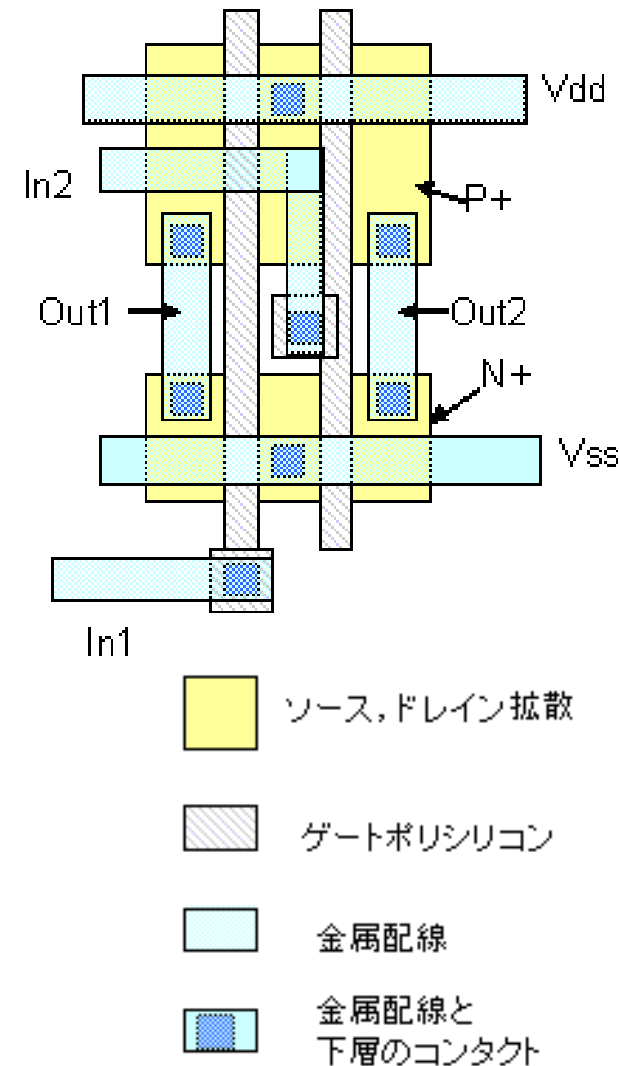 Vdd
In2
P+
Out1
Out2
N+
Vss
In1
ソース，ドレイン拡散
ゲートポリシリコン
金属配線
金属配線と
下層のコンタクト